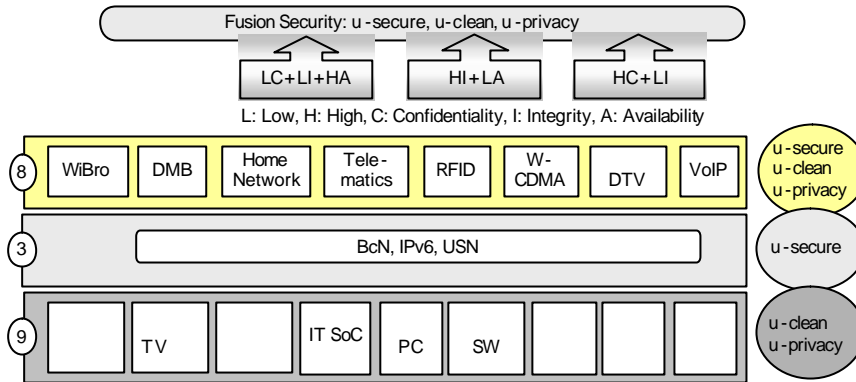 Fusion Security: u-secure, u-clean, u-privacy
LC+LI+HA
HI+LA
HC+LI
L: Low, H: High, C: Confidentiality, I: Integrity, A: Availability
8
WiBro
DMB
Home
Network
Tele-
matics
RFID
W-
CDMA
DTV
VoIP
u-secure
u-clean
u-privacy
3
BcN, IPv6, USN
u-secure
9
TV
IT SoC
PC
SW
u-clean
u-privacy